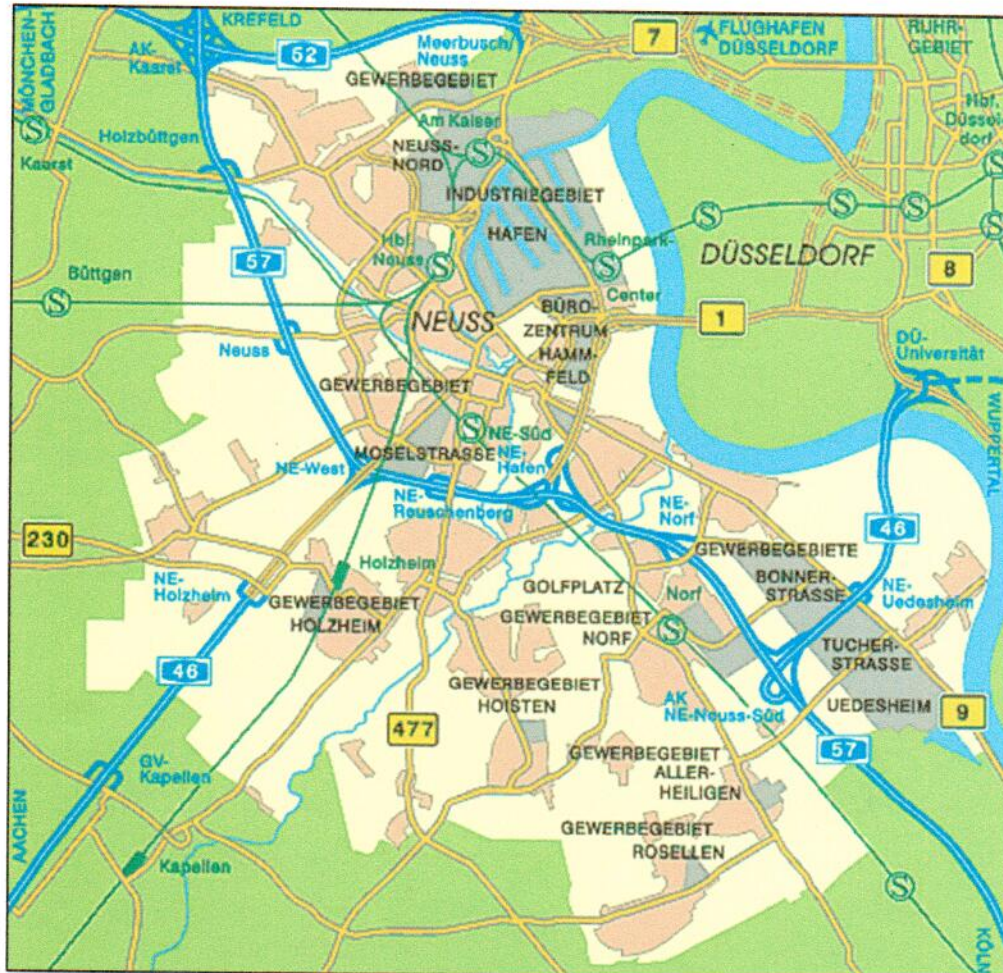 KREFELD
MÖNCHEN-
GLADBACH
AK-
Kaarst
52
Meerbusch/
Neuss
7
FLUGHAFEN
DÜSSELDORF
RUHR-
GEBIET
GEWERBEGEBIET
Am Kaiser
Hbf.
Düssel-
dorf
S
Kaarst
Holzbüttgen
NEUSS-
NORD
S
S
INDUSTRIEGEBIET
HAFEN
S
S
S
S
57
Hbf.
Neuss
S
Rheinpark-
S
Center
DÜSSELDORF
8
Büttgen
S
NEUSS
BÜRO-
ZENTRUM
HAMM-
FELD
1
Neuss
DÜ-
Universität
GEWERBEGEBIET
MOSELSTRASSE
S
NE-Süd
WUPPERTAL
NE-West
NE-
Hafen
NE-
Reuschenberg
NE-
Norf
46
230
Holzheim
NE-
Holzheim
GEWERBEGEBIET
HOLZHEIM
GOLFPLATZ
GEWERBEGEBIETE
BONNER-
STRASSE
NE-
Uedesheim
GEWERBEGEBIET
NORF
Norf
S
TUCHER-
STRASSE
UEDESHEIM
46
GEWERBEGEBIET
HOISTEN
AK
NE-Neuss-Süd
9
477
57
GV-
Kapellen
GEWERBEGEBIET
ALLER-
HEILIGEN
AACHEN
GEWERBEGEBIET
ROSELLEN
Kapellen
S
KÖLN